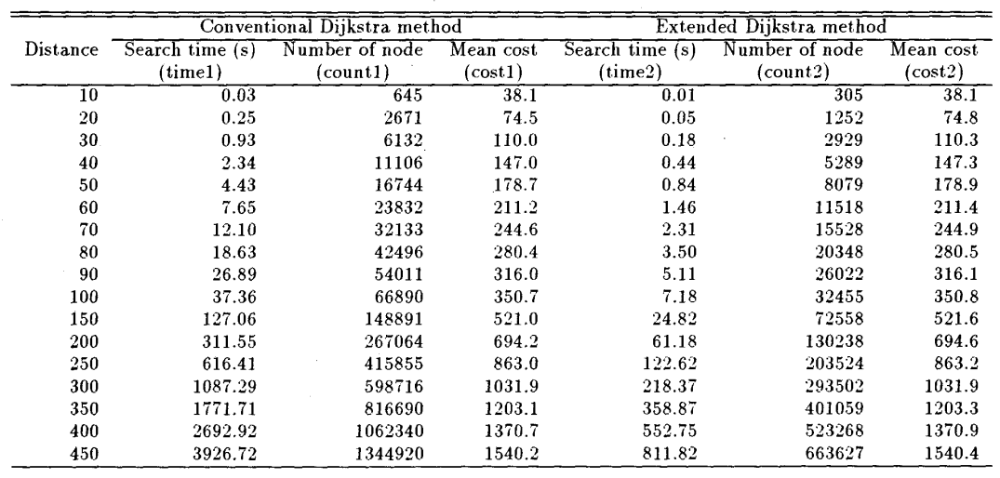 Conventional Dijkstra method Extended Dijkstra method
Distance Search time (s) Number of node Mean cost Search time (s) Number of node Mean cost
(time1) (count1) (cost1) (time2) (count2) (cost2)
10 0.03 645 38.1 0.01 305 38.1
20 0.25 2671 74.5 0.05 1252 74.8
30 0.93 6132 110.0 0.18 2929 110.3
40 2.34 11106 147.0 0.44 5289 147.3
50 4.43 16744 178.7 0.84 8079 178.9
60 7.65 23832 211.2 1.46 11518 211.4
70 12.10 32133 244.6 2.31 15528 244.9
80 18.63 42496 280.4 3.50 20348 280.5
90 26.89 54011 316.0 5.11 26022 316.1
100 37.36 66890 350.7 7.18 32455 350.8
150 127.06 148891 521.0 24.82 72558 521.6
200 311.55 267064 694.2 61.18 130238 694.6
250 616.41 415855 863.0 122.62 203524 863.2
300 1087.29 598716 1031.9 218.37 293502 1031.9
350 1771.71 816690 1203.1 358.87 401059 1203.3
400 2692.92 1062340 1370.7 552.75 523268 1370.9
450 3926.72 1344920 1540.2 811.82 663627 1540.4